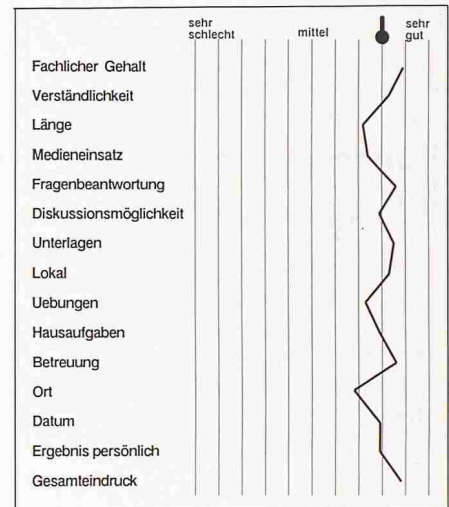 sehr schlecht
mittel
sehr gut
Fachlicher Gehalt
Verständlichkeit
Länge
Medieneinsatz
Fragenbeantwortung
Diskussionsmöglichkeit
Unterlagen
Lokal
Uebungen
Hausaufgaben
Betreuung
Ort
Datum
Ergebnis persönlich
Gesamteindruck